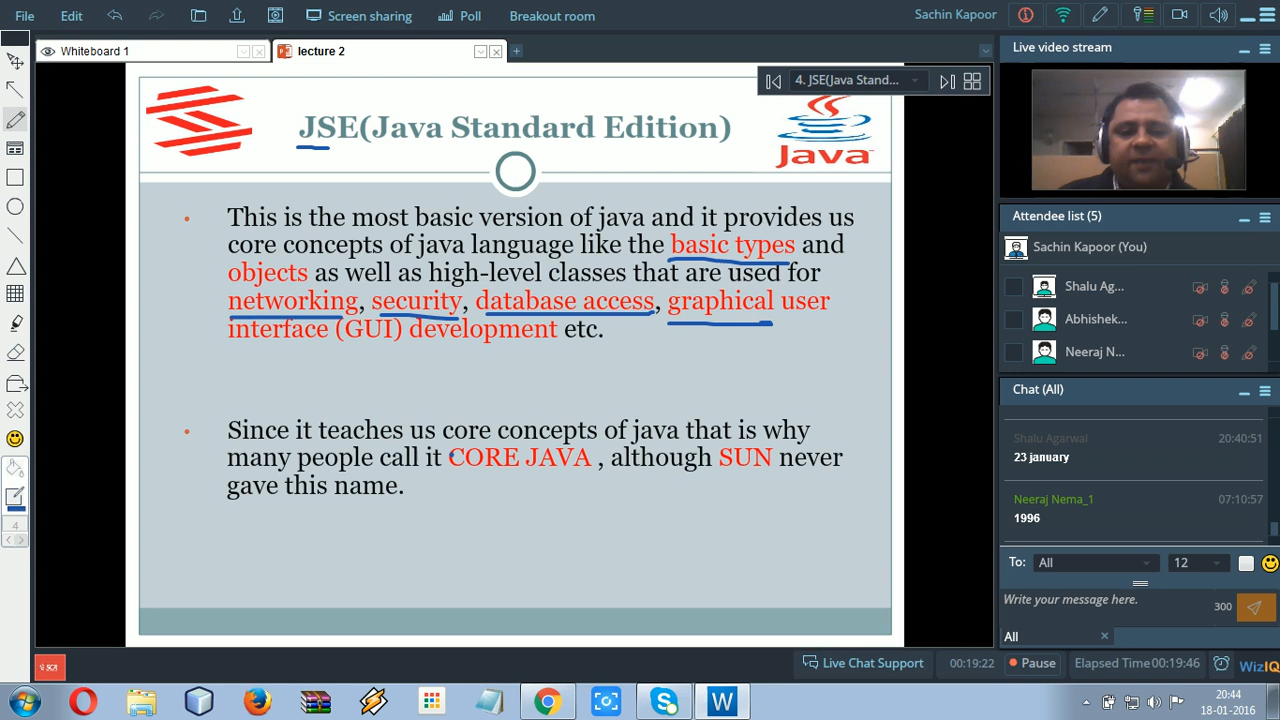 File Edit Screen sharing Poll Breakout room Sachin Kapoor
Whiteboard 1 lecture 2
4. JSE(Java Stand...
JSE(Java Standard Edition)
Java
This is the most basic version of java and it provides us
core concepts of java language like the basic types and
objects as well as high-level classes that are used for
networking, security, database access, graphical user
interface (GUI) development etc.
Since it teaches us core concepts of java that is why
many people call it CORE JAVA , although SUN never
gave this name.
4
Live video stream
Attendee list (5)
Sachin Kapoor (You)
Shalu Ag...
Abhishek...
Neeraj N...
Chat (All)
Shalu Agarwal 20:40:51
23 january
Neeraj Nema_1 07:10:57
1996
To: All 12
Write your message here. 300
All
SCA
Live Chat Support 00:19:22 Pause Elapsed Time 00:19:46 WizIQ
W
20:44
18-01-2016